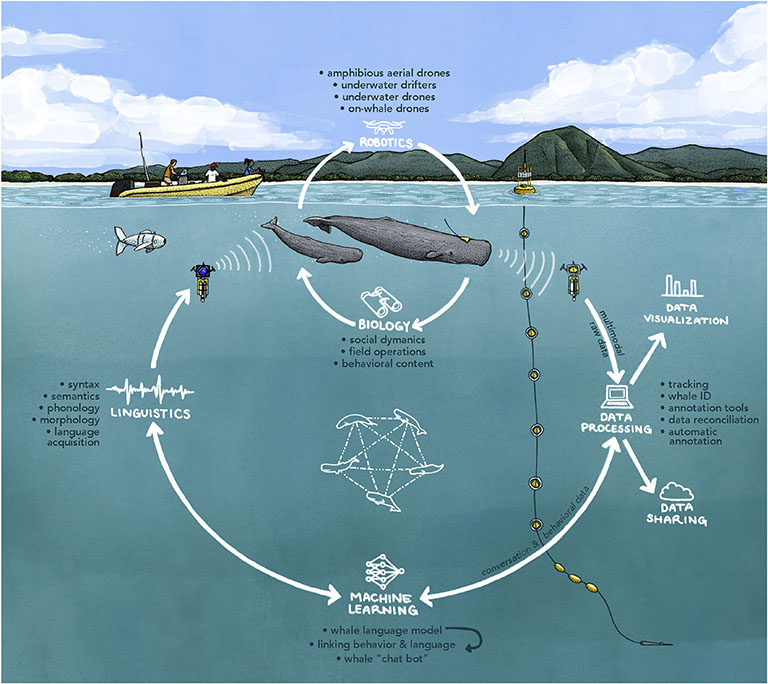 • amphibious aerial drones
• underwater drifters
• underwater drones
• on-whale drones
ROBOTICS
BIOLOGY
• social dymanics
• field operations
• behavioral content
multimodal
raw data
DATA
VISUALIZATION
• syntax
• semantics
• phonology
• morphology
• language
acquisition
LINGUISTICS
DATA
PROCESSING
• tracking
• whale ID
• annotation tools
• data reconciliation
• automatic
annotation
DATA
SHARING
conversation & behavioral data
MACHINE
LEARNING
• whale language model
• linking behavior & language
• whale "chat bot"